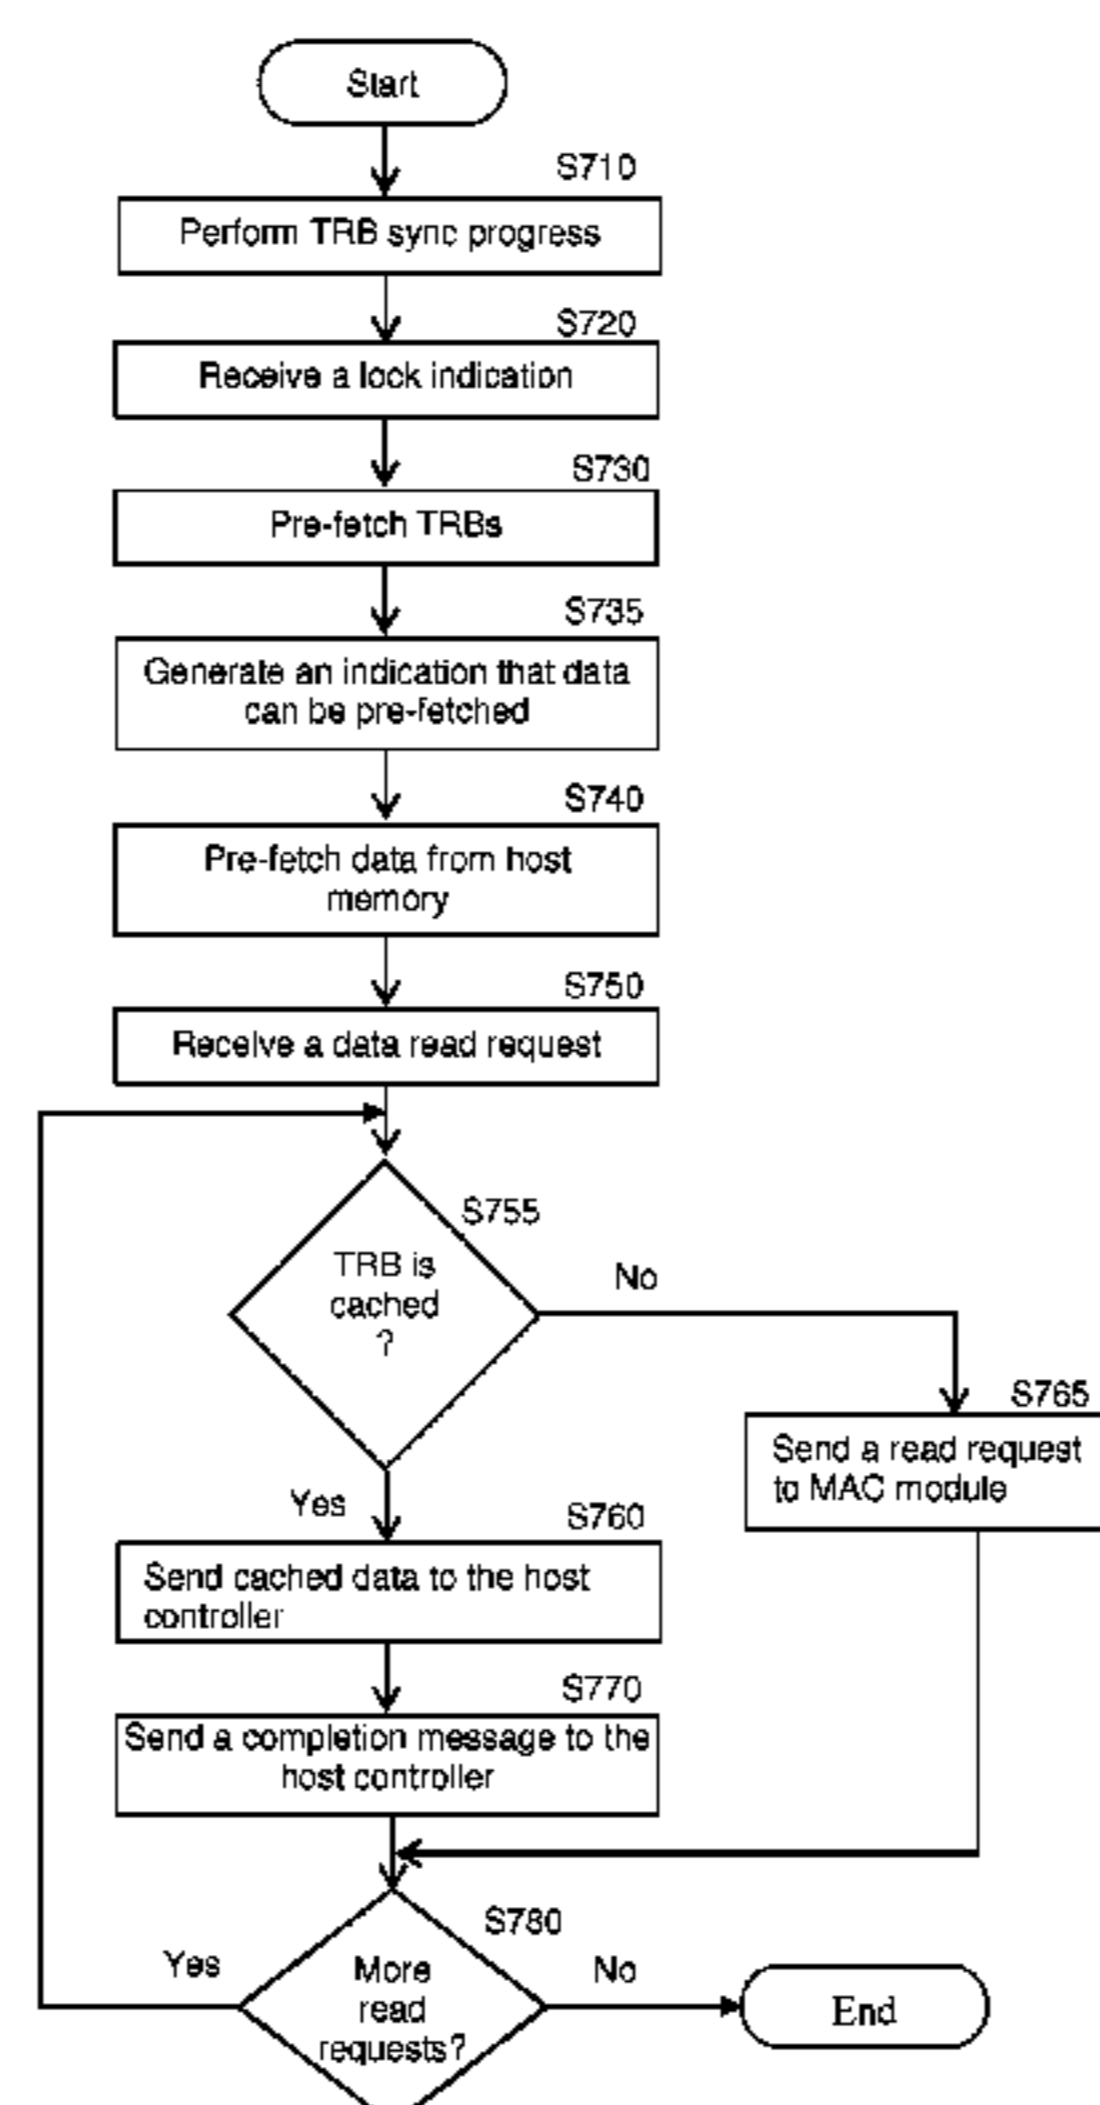 Start
S710
Perform TRB sync progress
S720
Receive a lock indication
S730
Pre-fetch TRBs
S735
Generate an indication that data
can be pre-fetched
S740
Pre-fetch data from host
memory
S750
Receive a data read request
S755
TRB is
cached
?
No
S765
Send a read request
to MAC module
Yes
S760
Send cached data to the host
controller
S770
Send a completion message to the
host controller
S780
Yes
More
read
requests?
No
End